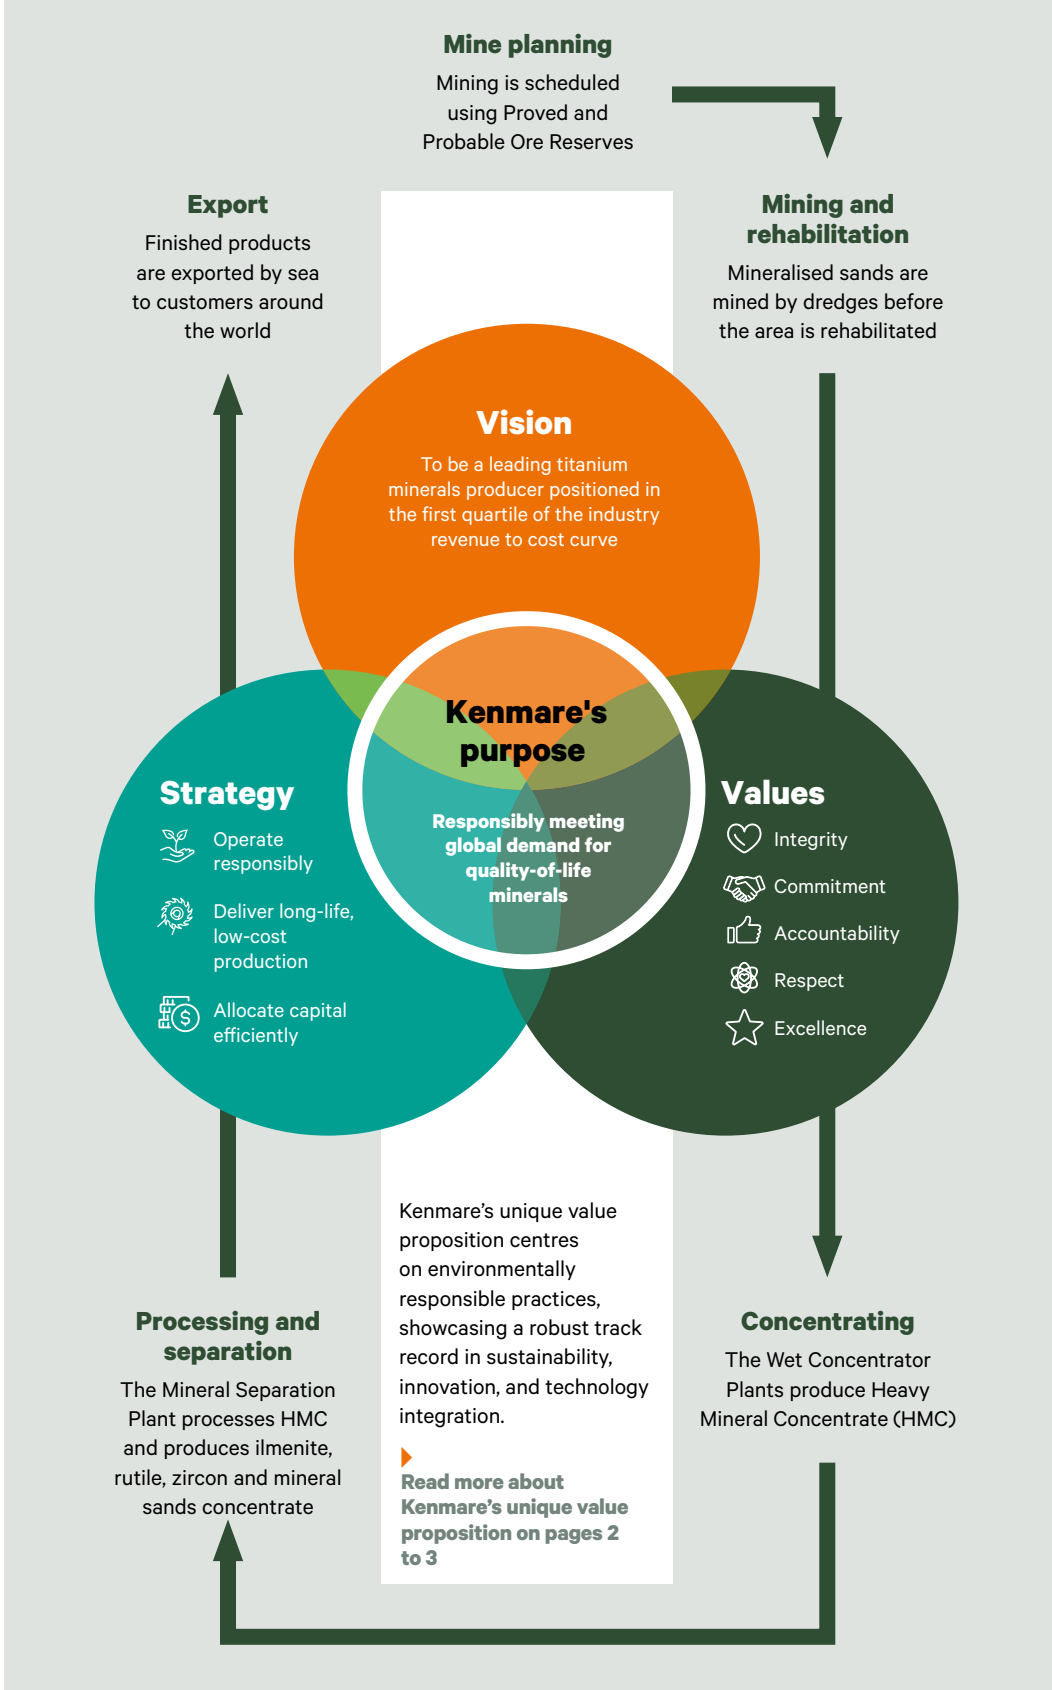 Mine planning
Mining is scheduled
using Proved and
Probable Ore Reserves
Export
Finished products
are exported by sea
to customers around
the world
Mining and
rehabilitation
Mineralised sands are
mined by dredges before
the area is rehabilitated
Vision
To be a leading titanium
minerals producer positioned in
the first quartile of the industry
revenue to cost curve
Kenmare's
purpose
Responsibly meeting
global demand for
quality-of-life
minerals
Strategy
Operate
responsibly
Deliver long-life,
low-cost
production
Allocate capital
efficiently
Values
Integrity
Commitment
Accountability
Respect
Excellence
Kenmare’s unique value
proposition centres
on environmentally
responsible practices,
showcasing a robust track
record in sustainability,
innovation, and technology
integration.
Read more about
Kenmare’s unique value
proposition on pages 2
to 3
Processing and
separation
The Mineral Separation
Plant processes HMC
and produces ilmenite,
rutile, zircon and mineral
sands concentrate
Concentrating
The Wet Concentrator
Plants produce Heavy
Mineral Concentrate (HMC)